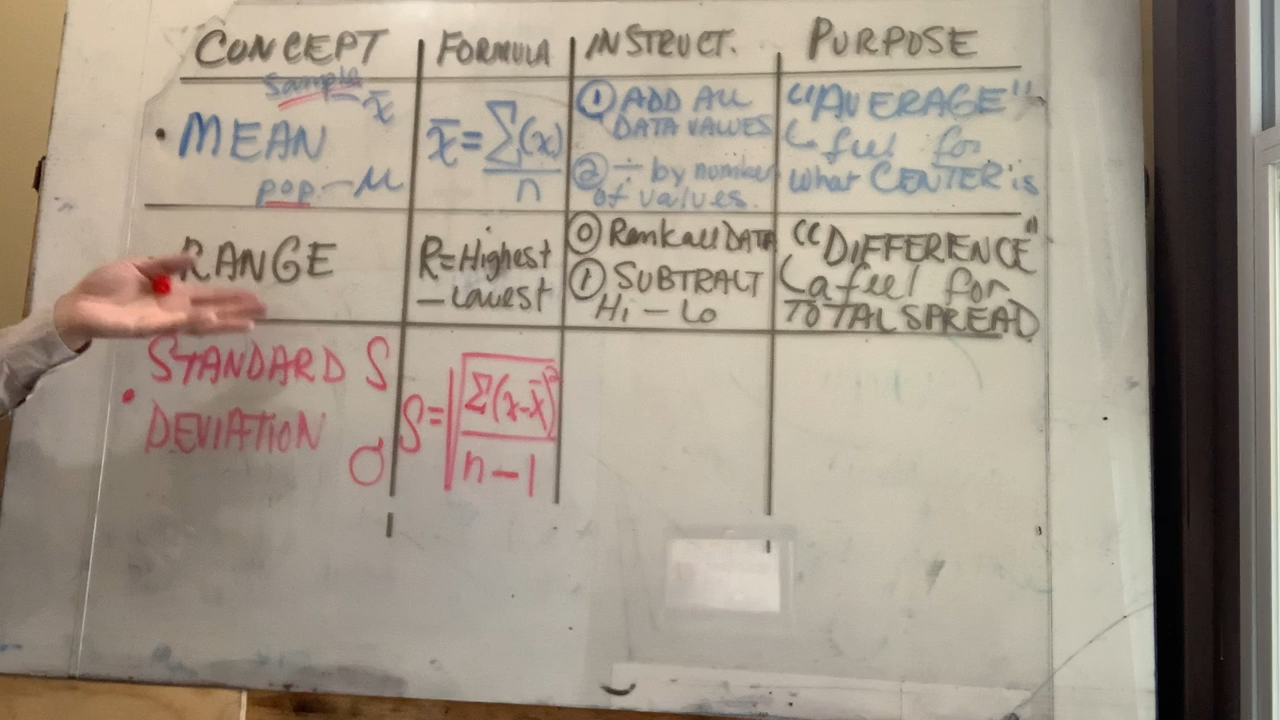 CONCEPT FORMULA INSTRUCT. PURPOSE
Sample – x̄
• MEAN
pop. – μ
x̄ = Σ(x)
n
① ADD ALL
DATA VALUES
② ÷ by number
of values.
"AVERAGE"
↳ feel for
what CENTER is
RANGE
R = Highest
– Lowest
⓪ Rank all DATA
① SUBTRACT
Hi – Lo
"DIFFERENCE"
↳ a feel for
TOTAL SPREAD
STANDARD S
• DEVIATION
σ
S = √Σ(x-x̄)²
n – 1